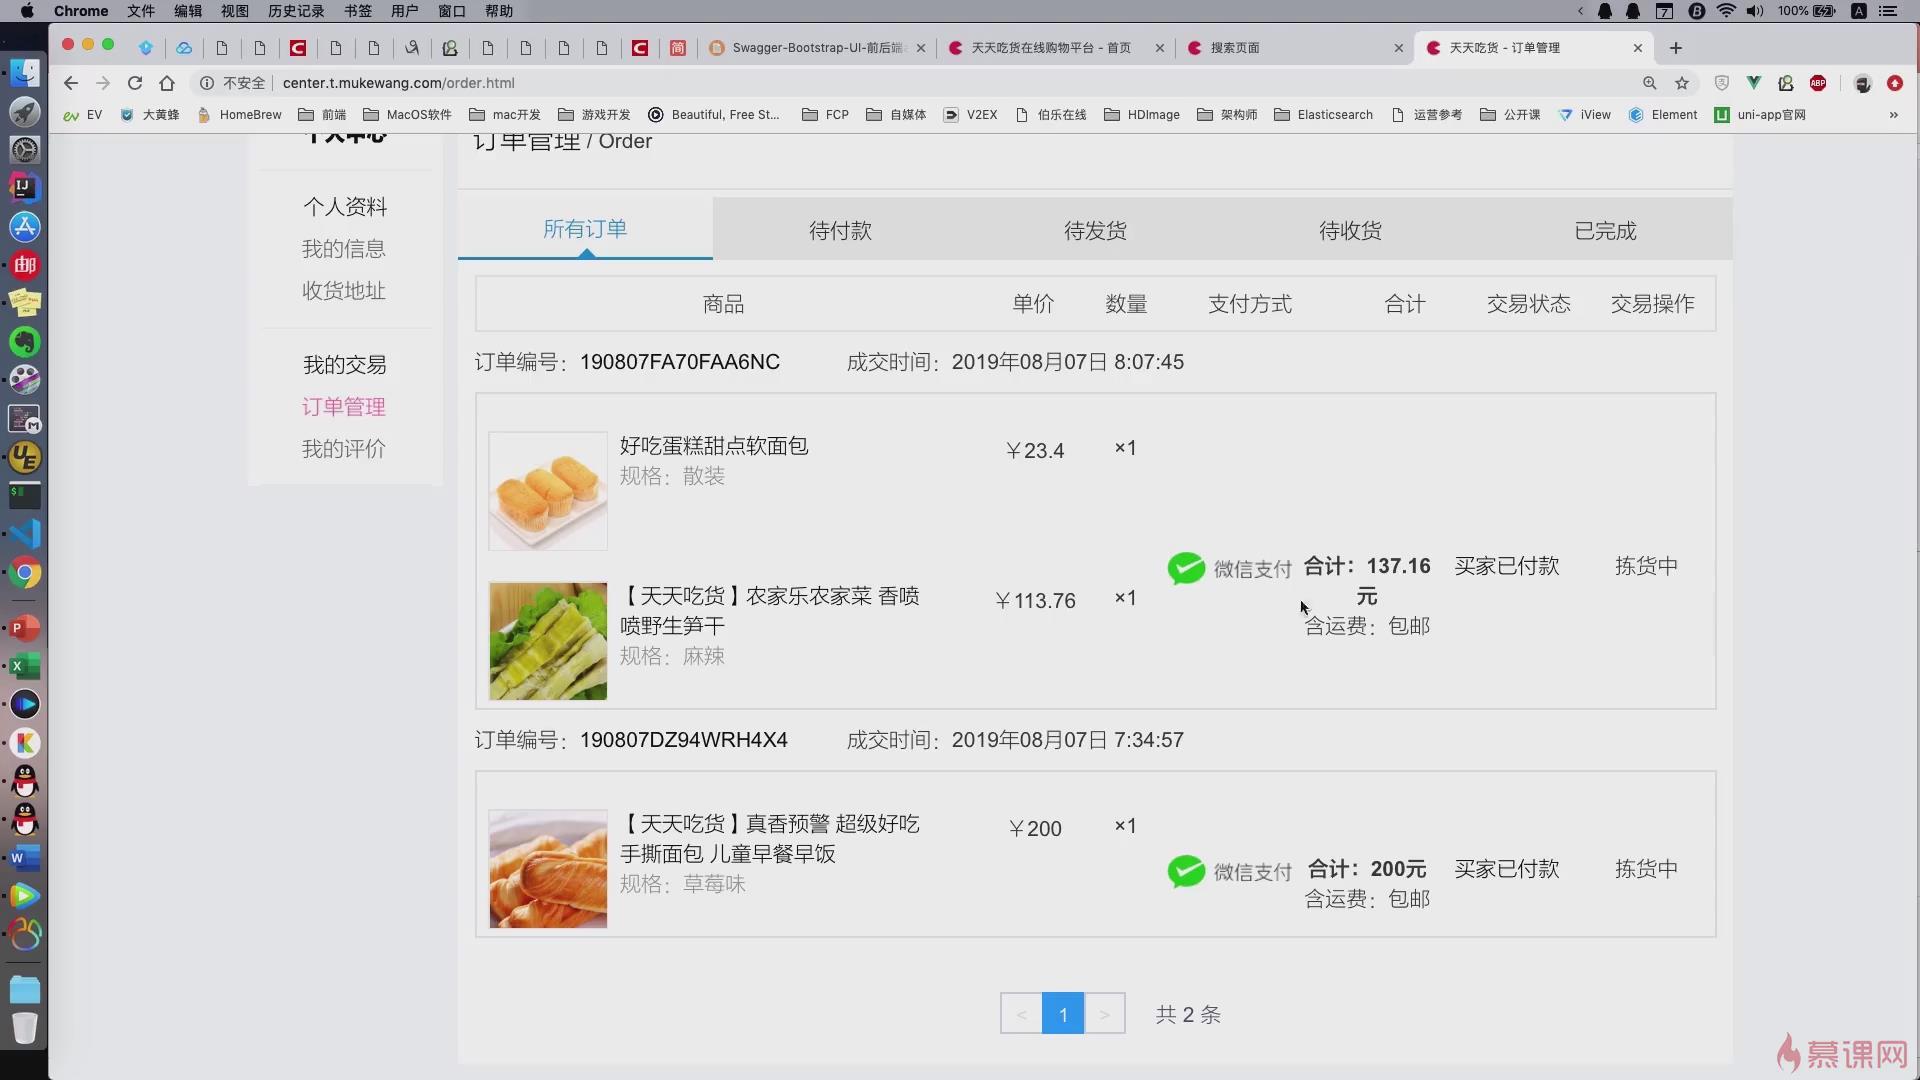 Chrome 文件 编辑 视图 历史记录 书签 用户 窗口 帮助
7
100%
A
Swagger-Bootstrap-UI-前后端
天天吃货在线购物平台 - 首页
搜索页面
天天吃货 - 订单管理
不安全 center.t.mukewang.com/order.html
ABP
EV 大黄蜂 HomeBrew 前端 MacOS软件 mac开发 游戏开发 Beautiful, Free St... FCP 自媒体 V2EX 伯乐在线 HDImage 架构师 Elasticsearch 运营参考 公开课 iView Element uni-app官网
个人中心
个人资料
我的信息
收货地址
我的交易
订单管理
我的评价
订单管理 / Order
所有订单 待付款 待发货 待收货 已完成
商品 单价 数量 支付方式 合计 交易状态 交易操作
订单编号：190807FA70FAA6NC 成交时间：2019年08月07日 8:07:45
好吃蛋糕甜点软面包 ￥23.4 ×1
规格：散装
【天天吃货】农家乐农家菜 香喷
喷野生笋干
规格：麻辣
￥113.76 ×1
微信支付 合计：137.16
元
含运费：包邮
买家已付款 拣货中
订单编号：190807DZ94WRH4X4 成交时间：2019年08月07日 7:34:57
【天天吃货】真香预警 超级好吃
手撕面包 儿童早餐早饭
规格：草莓味
￥200 ×1
微信支付 合计：200元
含运费：包邮
买家已付款 拣货中
< 1 > 共 2 条
慕课网